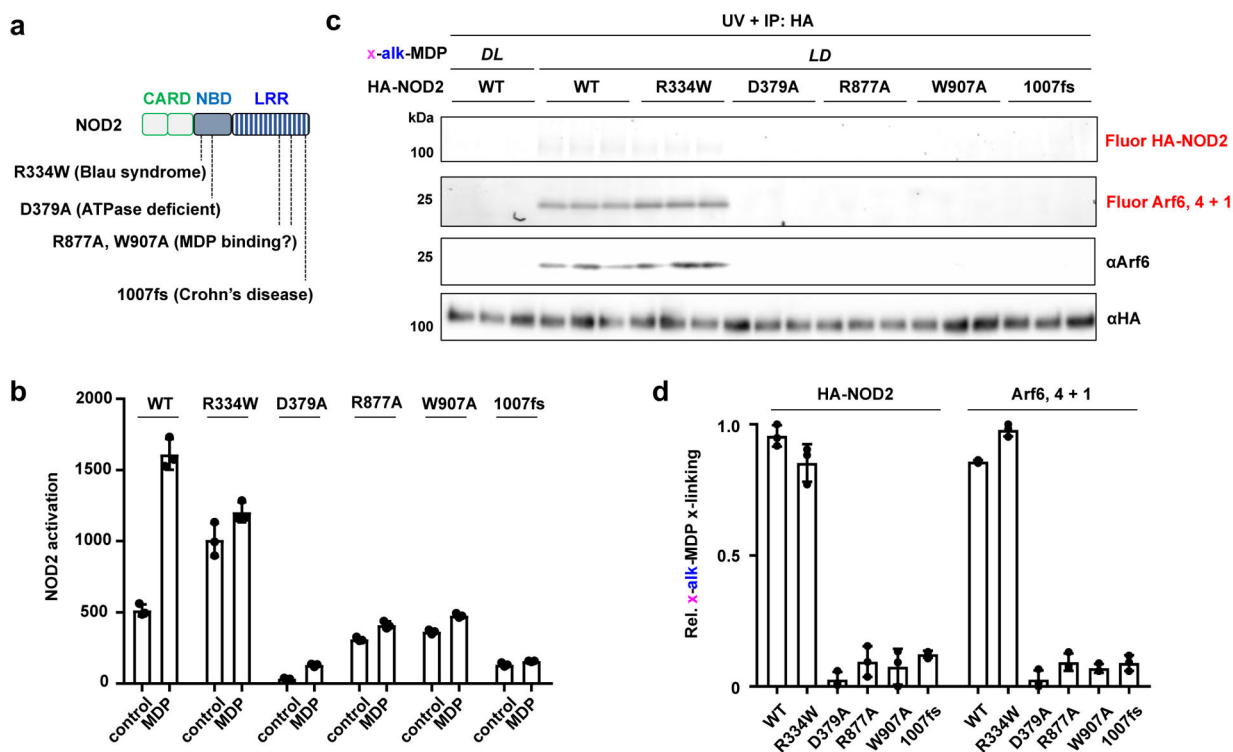 a
CARD NBD LRR
NOD2
R334W (Blau syndrome)
D379A (ATPase deficient)
R877A, W907A (MDP binding?)
1007fs (Crohn's disease)
c
UV + IP: HA
x-alk-MDP DL LD
HA-NOD2 WT WT R334W D379A R877A W907A 1007fs
kDa
100 Fluor HA-NOD2
25 Fluor Arf6, 4 + 1
25 αArf6
100 αHA
b
WT R334W D379A R877A W907A 1007fs
NOD2 activation
2000
1500
1000
500
0
control MDP control MDP control MDP control MDP control MDP control MDP
d
HA-NOD2 Arf6, 4 + 1
Rel. x-alk-MDP x-linking
1.0
0.5
0
WT R334W D379A R877A W907A 1007fs WT R334W D379A R877A W907A 1007fs